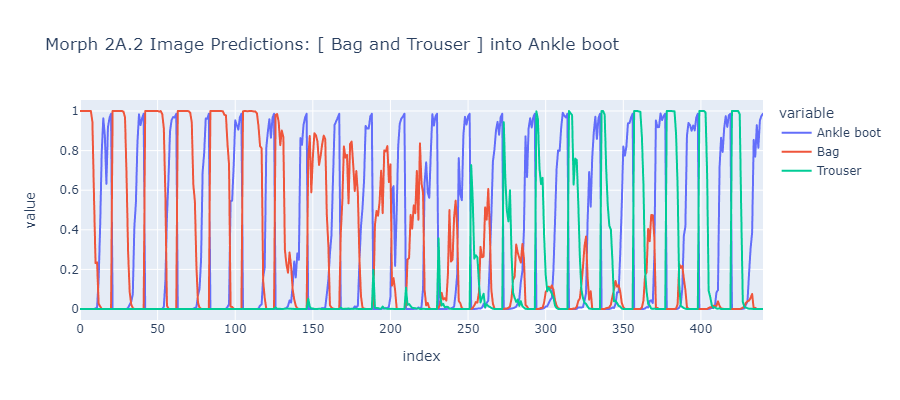 Morph 2A.2 Image Predictions: [ Bag and Trouser ] into Ankle boot
variable
Ankle boot
Bag
Trouser
value
1
0.8
0.6
0.4
0.2
0
0
50
100
150
200
250
300
350
400
index